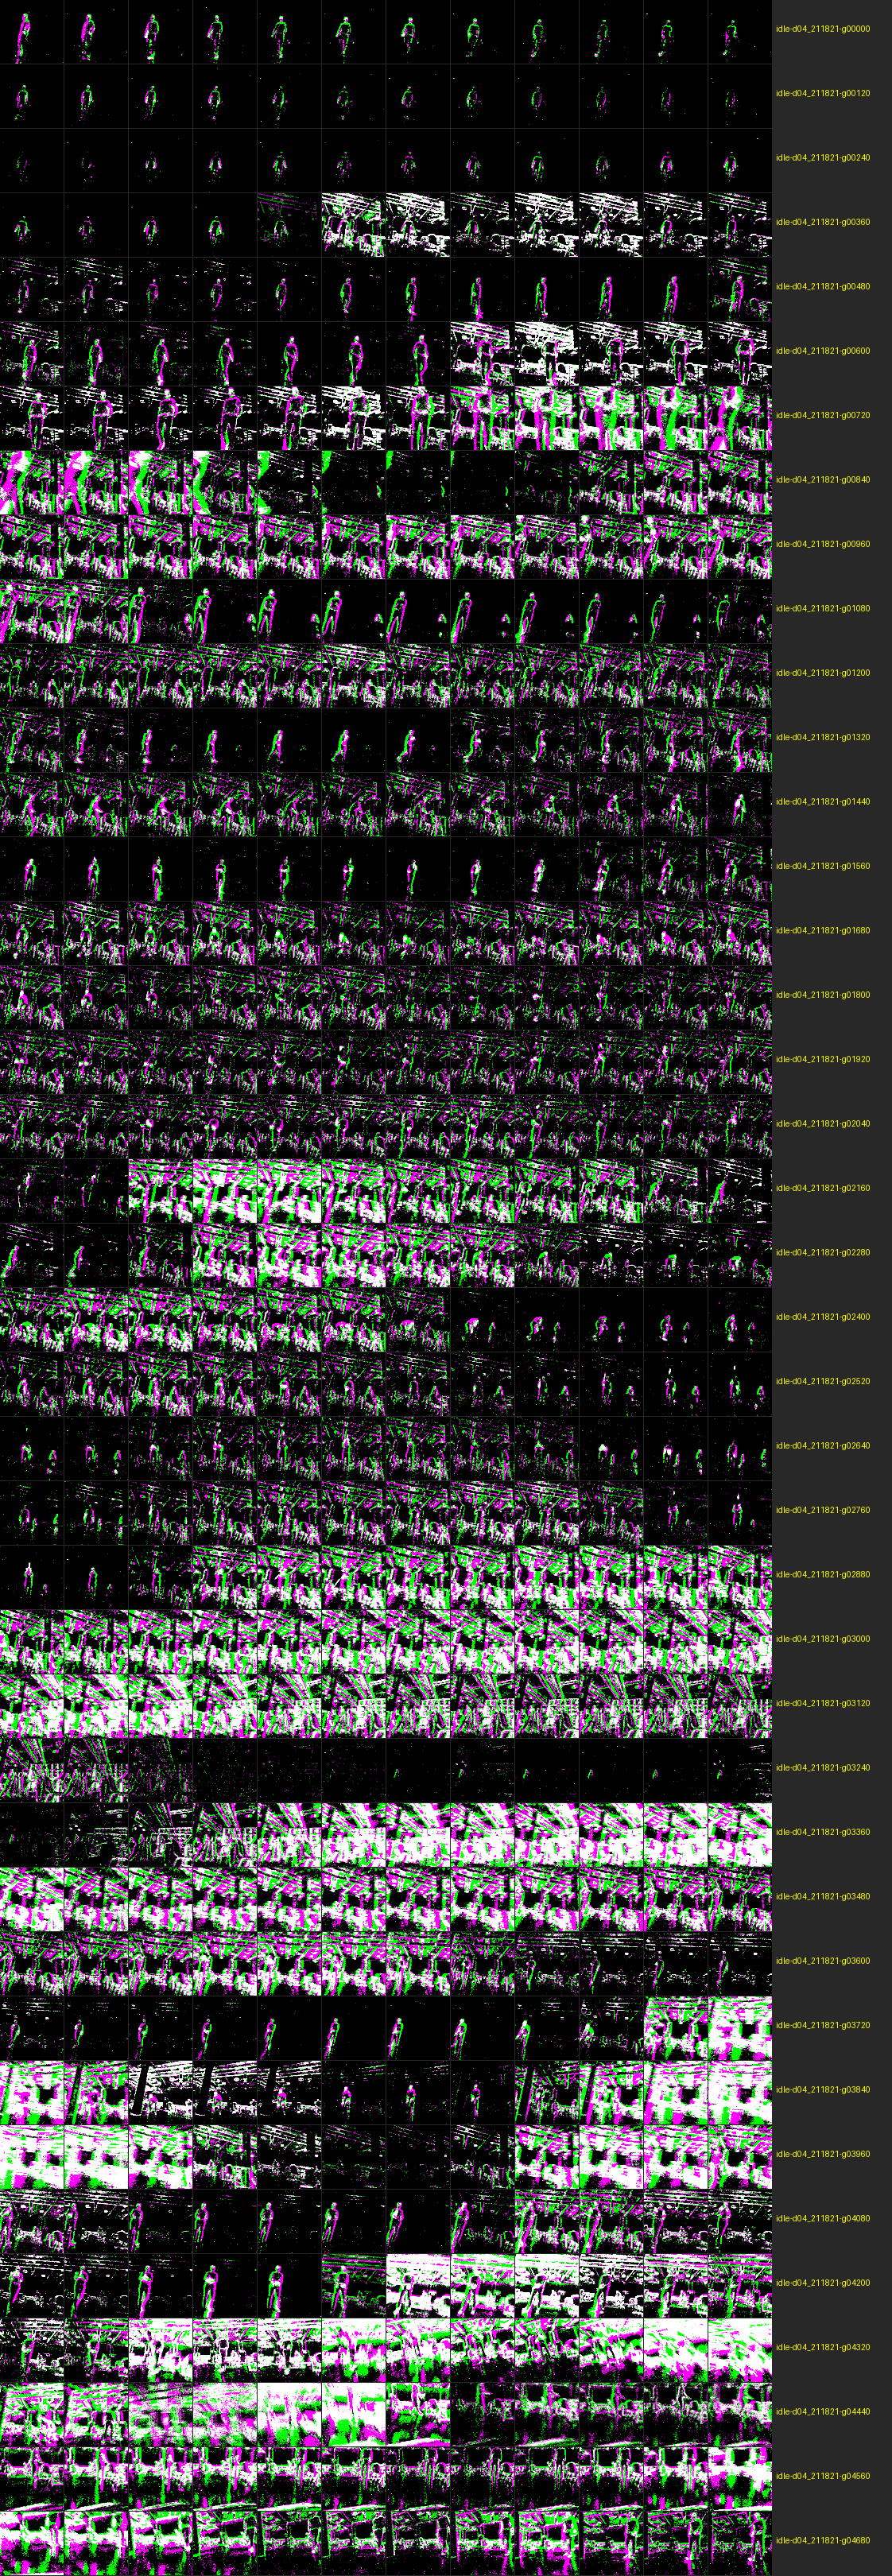 idle-d04_211821-g00000
idle-d04_211821-g00120
idle-d04_211821-g00240
idle-d04_211821-g00360
idle-d04_211821-g00480
idle-d04_211821-g00600
idle-d04_211821-g00720
idle-d04_211821-g00840
idle-d04_211821-g00960
idle-d04_211821-g01080
idle-d04_211821-g01200
idle-d04_211821-g01320
idle-d04_211821-g01440
idle-d04_211821-g01560
idle-d04_211821-g01680
idle-d04_211821-g01800
idle-d04_211821-g01920
idle-d04_211821-g02040
idle-d04_211821-g02160
idle-d04_211821-g02280
idle-d04_211821-g02400
idle-d04_211821-g02520
idle-d04_211821-g02640
idle-d04_211821-g02760
idle-d04_211821-g02880
idle-d04_211821-g03000
idle-d04_211821-g03120
idle-d04_211821-g03240
idle-d04_211821-g03360
idle-d04_211821-g03480
idle-d04_211821-g03600
idle-d04_211821-g03720
idle-d04_211821-g03840
idle-d04_211821-g03960
idle-d04_211821-g04080
idle-d04_211821-g04200
idle-d04_211821-g04320
idle-d04_211821-g04440
idle-d04_211821-g04560
idle-d04_211821-g04680